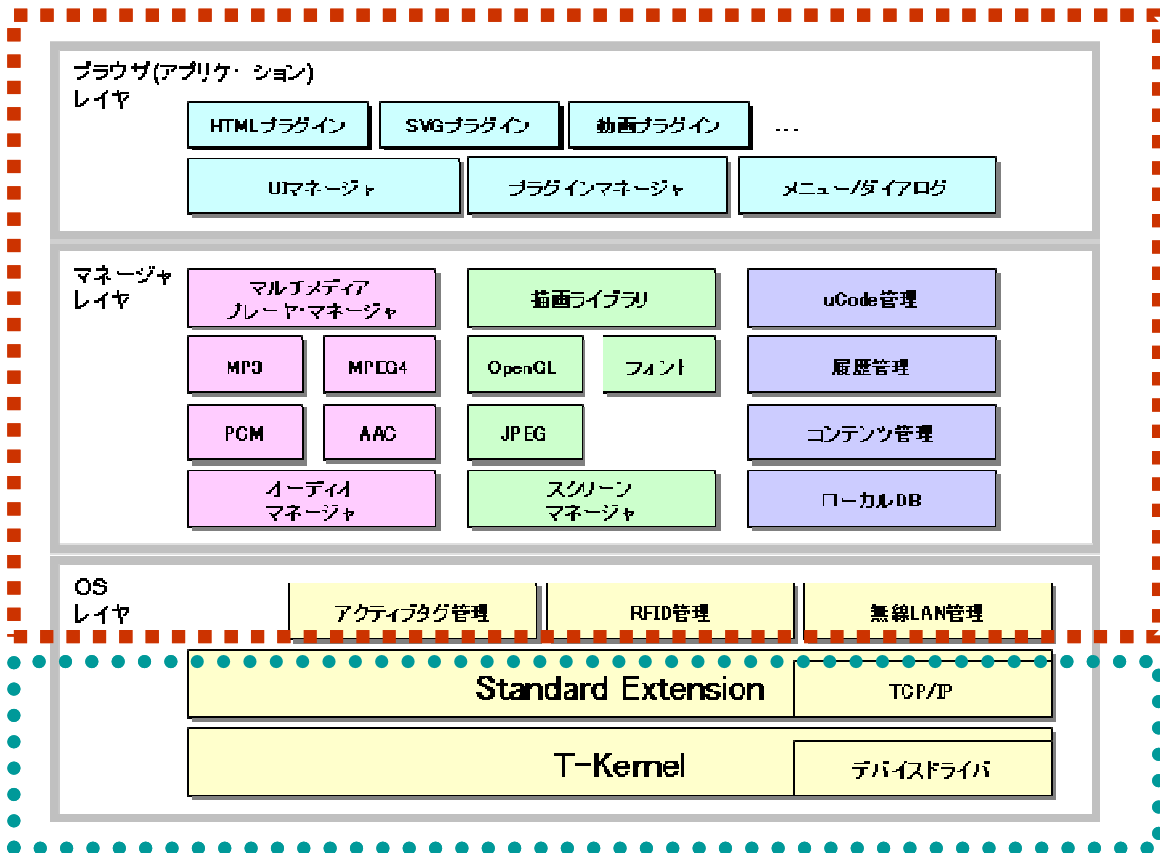 ブラウザ(アプリケーション)
レイヤ
HTMLプラグイン
SVGプラグイン
動画プラグイン
...
UIマネージャ
プラグインマネージャ
メニュー/ダイアログ
マネージャ
レイヤ
マルチメディア
プレーヤ・マネージャ
描画ライブラリ
uCode管理
MP3
MPEG4
OpenGL
フォント
履歴管理
PCM
AAC
JPEG
コンテンツ管理
オーディオ
マネージャ
スクリーン
マネージャ
ローカルDB
OS
レイヤ
アクティブタグ管理
RFID管理
無線LAN管理
Standard Extension
TCP/IP
T-Kernel
デバイスドライバ